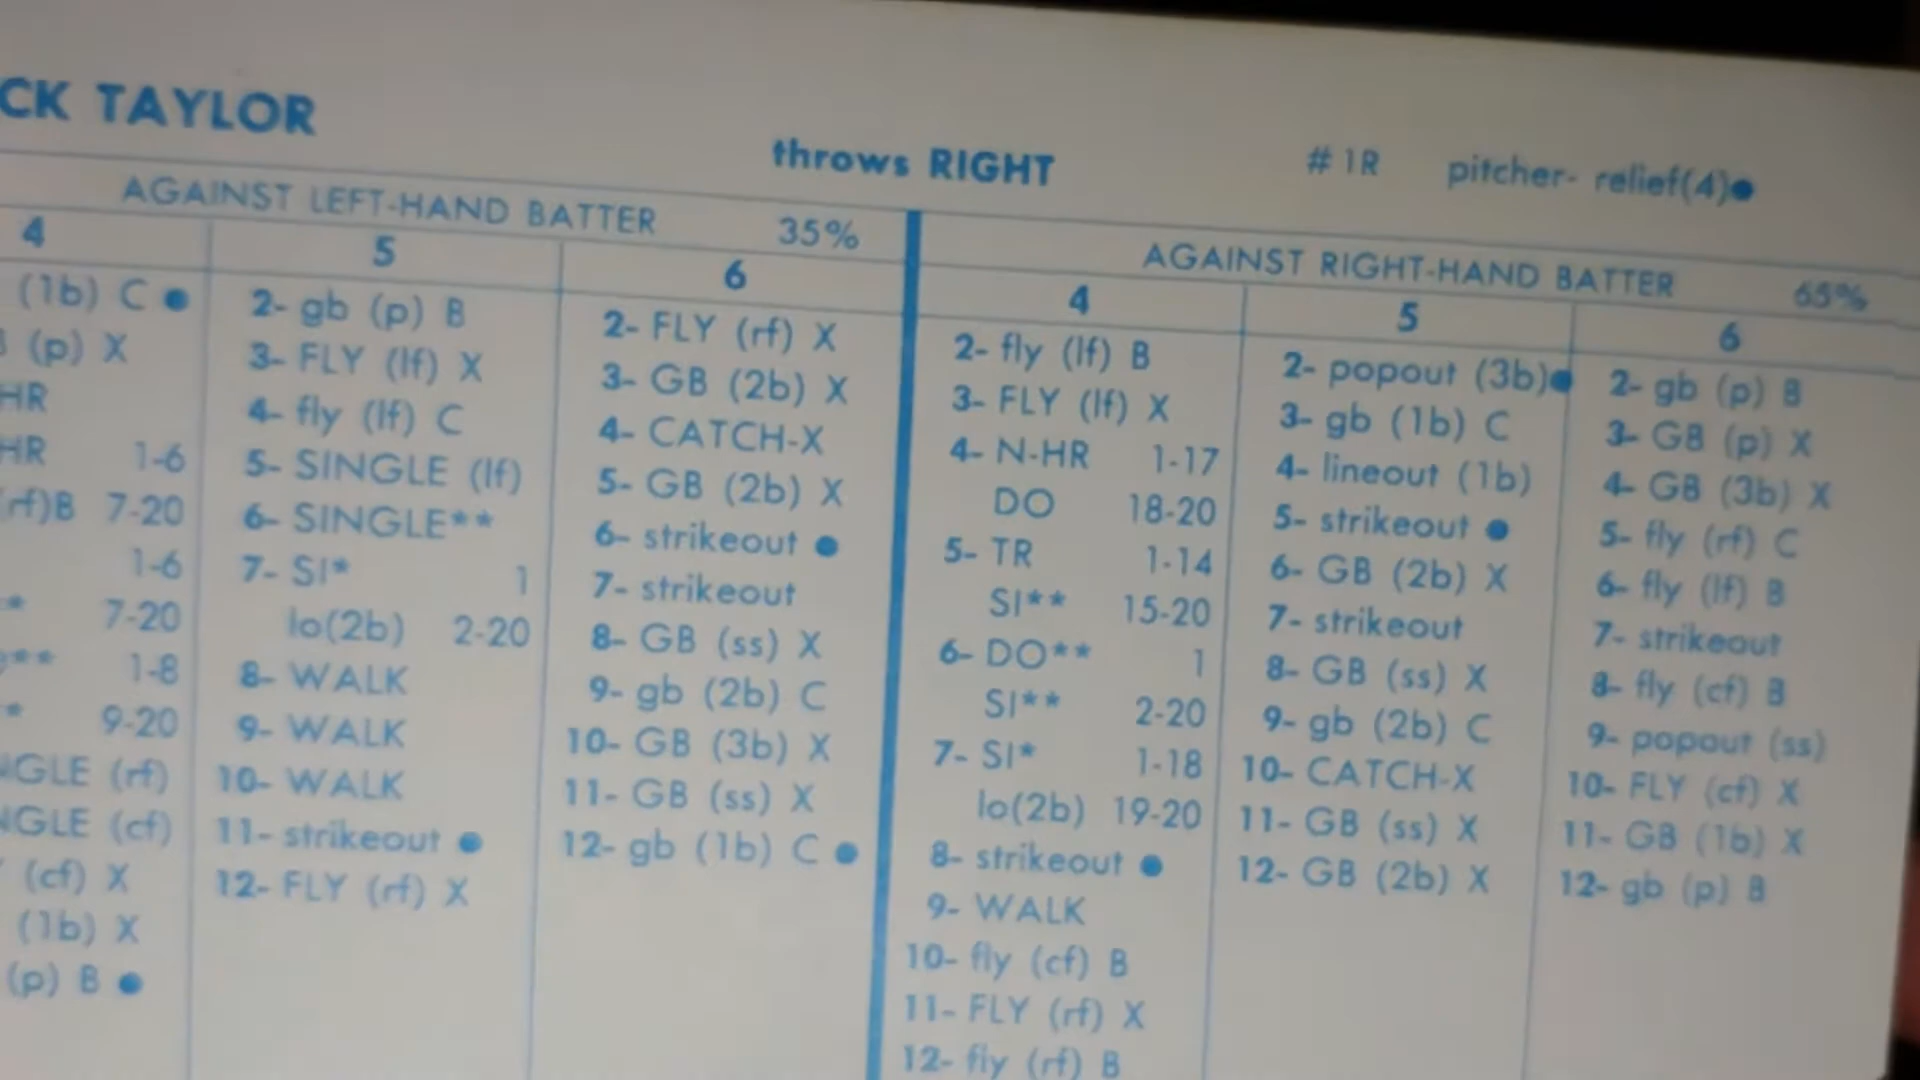 CK TAYLOR
throws RIGHT
# 1R pitcher- relief(4)●
AGAINST LEFT-HAND BATTER 35%
4
(1b) C ●
(p) X
HR
HR 1-6
(rf)B 7-20
1-6
* 7-20
** 1-8
* 9-20
NGLE (rf)
NGLE (cf)
(cf) X
(1b) X
(p) B ●
5
2- gb (p) B
3- FLY (lf) X
4- fly (lf) C
5- SINGLE (lf)
6- SINGLE**
7- SI* 1
lo(2b) 2-20
8- WALK
9- WALK
10- WALK
11- strikeout ●
12- FLY (rf) X
6
2- FLY (rf) X
3- GB (2b) X
4- CATCH-X
5- GB (2b) X
6- strikeout ●
7- strikeout
8- GB (ss) X
9- gb (2b) C
10- GB (3b) X
11- GB (ss) X
12- gb (1b) C ●
AGAINST RIGHT-HAND BATTER 65%
4
2- fly (lf) B
3- FLY (lf) X
4- N-HR 1-17
DO 18-20
5- TR 1-14
SI** 15-20
6- DO** 1
SI** 2-20
7- SI* 1-18
lo(2b) 19-20
8- strikeout ●
9- WALK
10- fly (cf) B
11- FLY (rf) X
12- fly (rf) B
5
2- popout (3b)●
3- gb (1b) C
4- lineout (1b)
5- strikeout ●
6- GB (2b) X
7- strikeout
8- GB (ss) X
9- gb (2b) C
10- CATCH-X
11- GB (ss) X
12- GB (2b) X
6
2- gb (p) B
3- GB (p) X
4- GB (3b) X
5- fly (rf) C
6- fly (lf) B
7- strikeout
8- fly (cf) B
9- popout (ss)
10- FLY (cf) X
11- GB (1b) X
12- gb (p) B